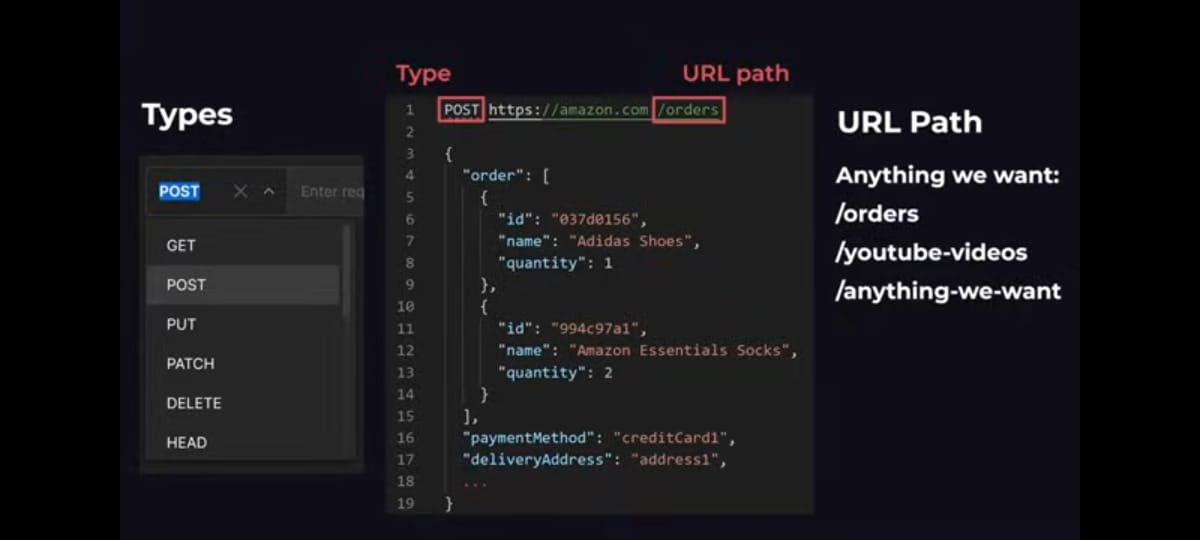 Types
POST Enter req
GET
POST
PUT
PATCH
DELETE
HEAD
Type URL path
1 POST https://amazon.com /orders
2
3 {
4 "order": [
5 {
6 "id": "037d0156",
7 "name": "Adidas Shoes",
8 "quantity": 1
9 },
10 {
11 "id": "994c97a1",
12 "name": "Amazon Essentials Socks",
13 "quantity": 2
14 }
15 ],
16 "paymentMethod": "creditCard1",
17 "deliveryAddress": "address1",
18 ...
19 }
URL Path
Anything we want:
/orders
/youtube-videos
/anything-we-want